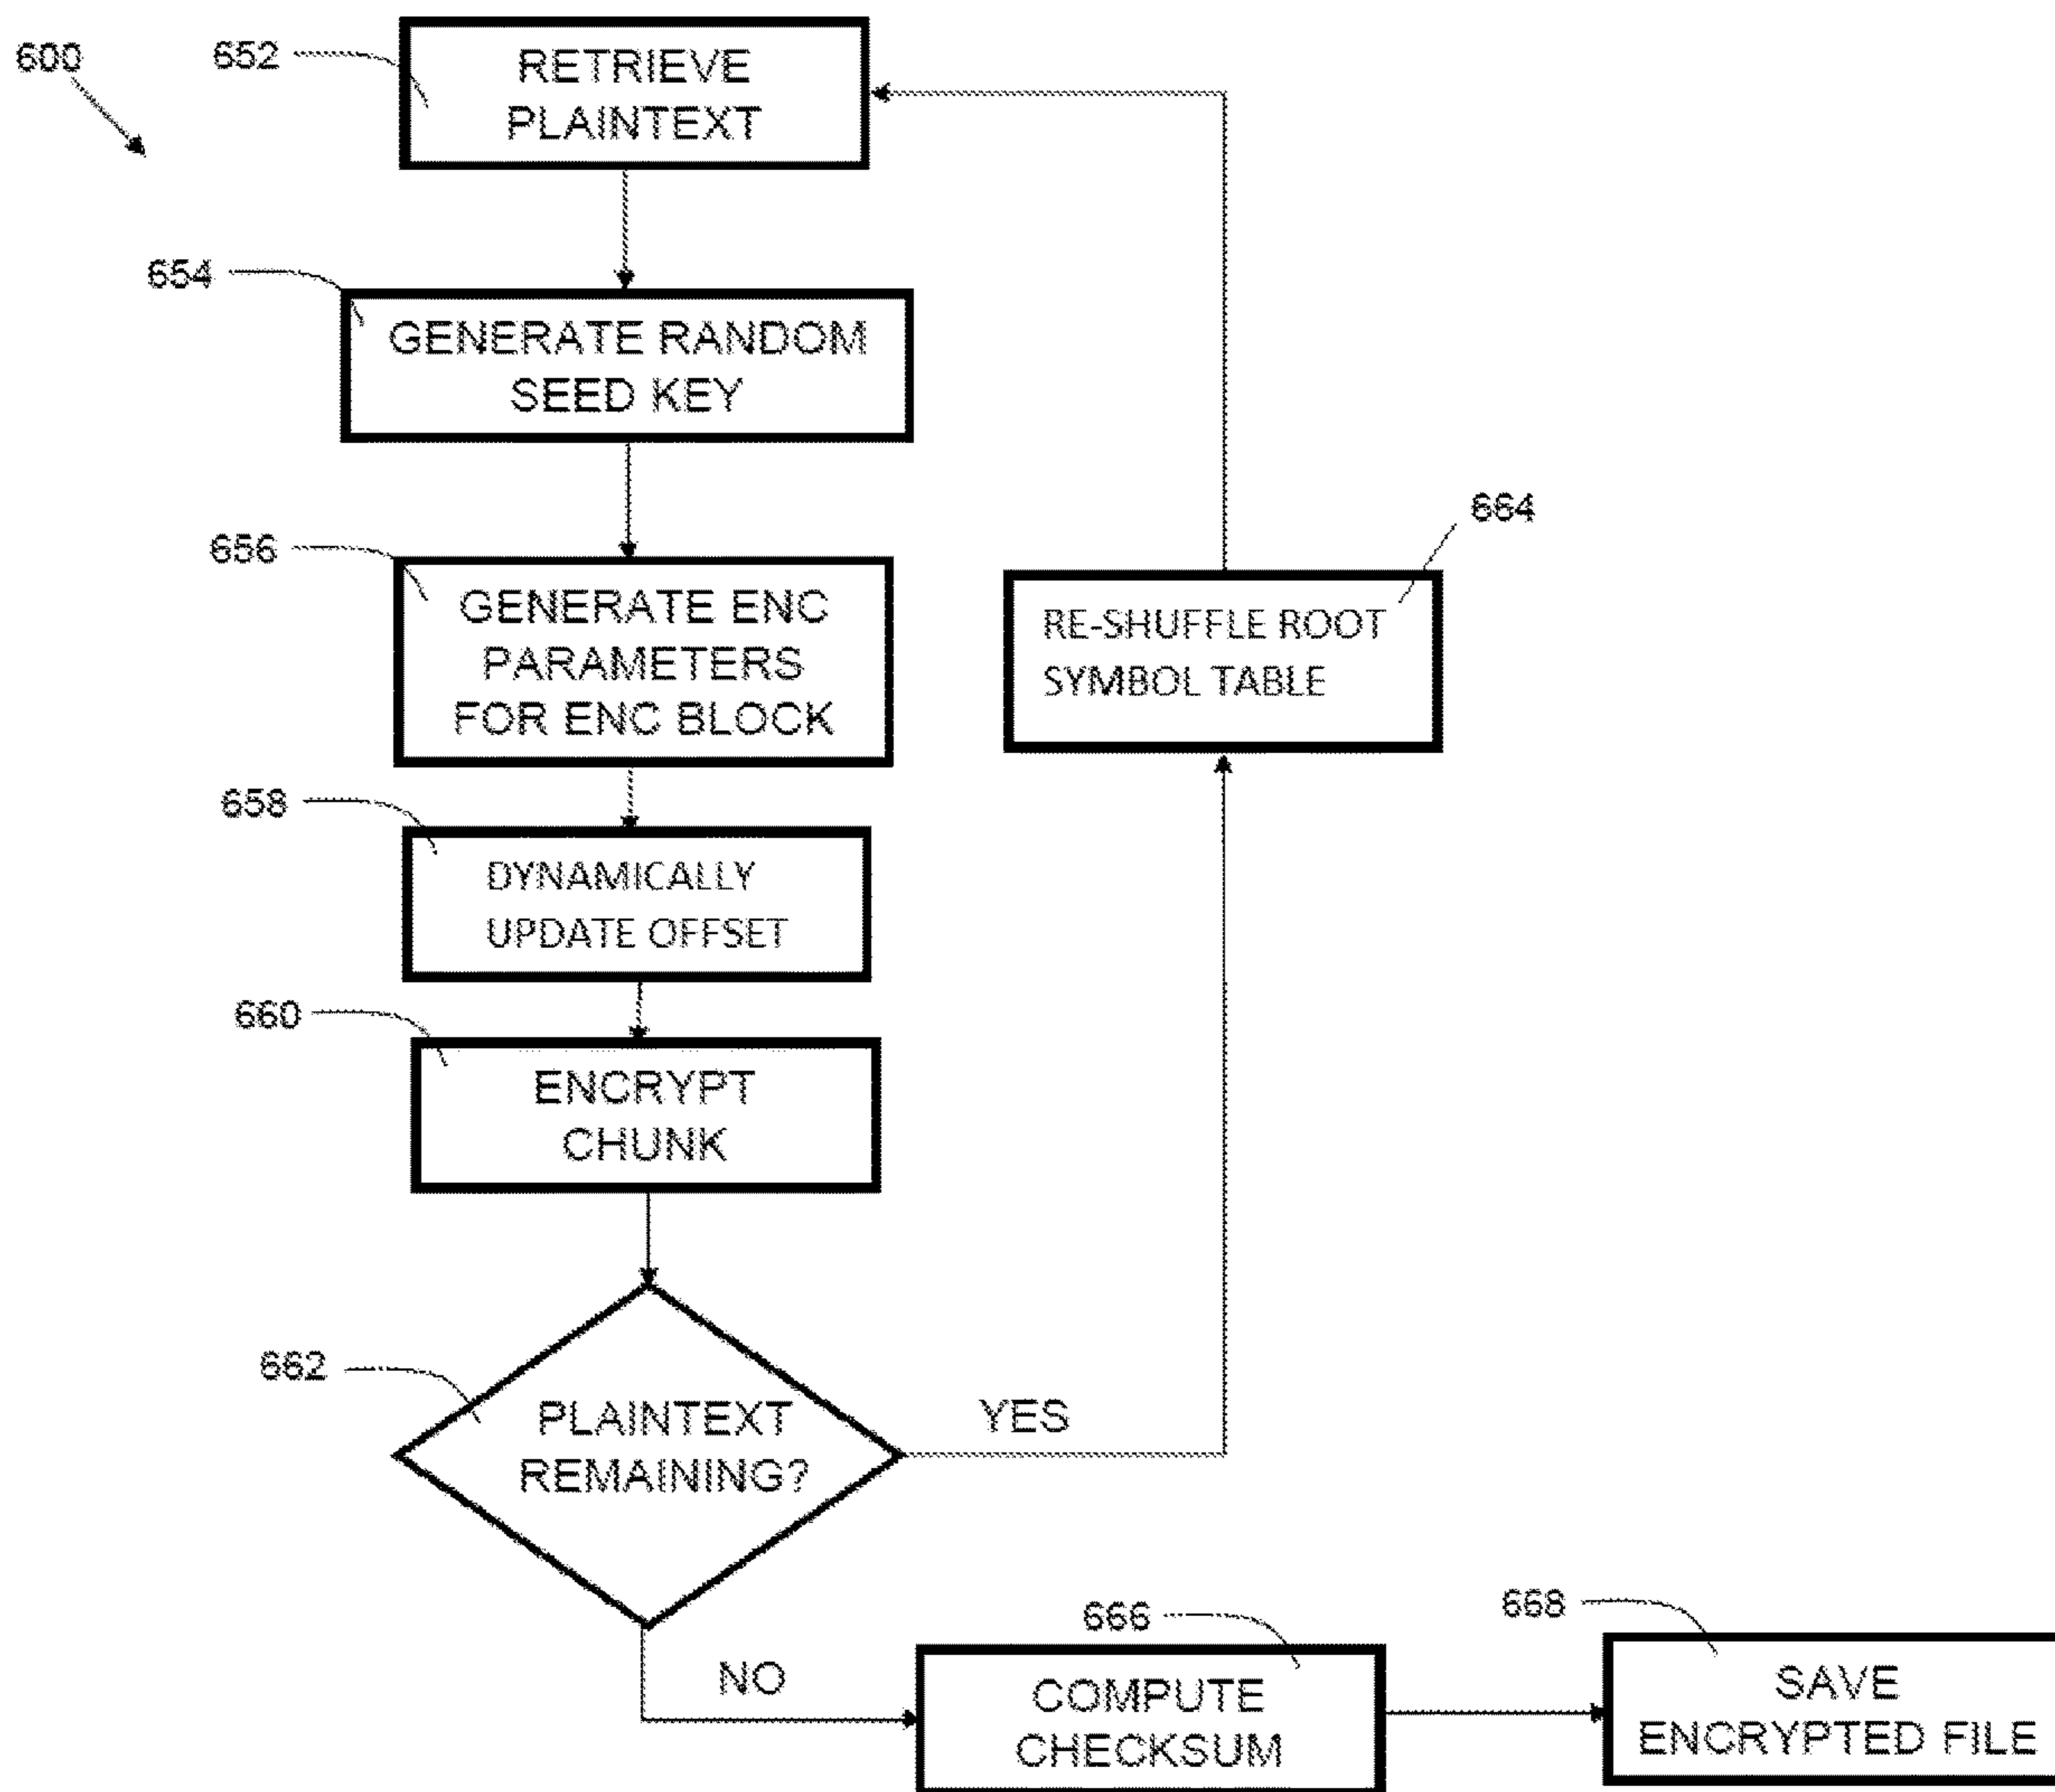 600
652
RETRIEVE
PLAINTEXT
654
GENERATE RANDOM
SEED KEY
656
GENERATE ENC
PARAMETERS
FOR ENC BLOCK
664
RE-SHUFFLE ROOT
SYMBOL TABLE
658
DYNAMICALLY
UPDATE OFFSET
660
ENCRYPT
CHUNK
662
PLAINTEXT
REMAINING?
YES
NO
666
COMPUTE
CHECKSUM
668
SAVE
ENCRYPTED FILE